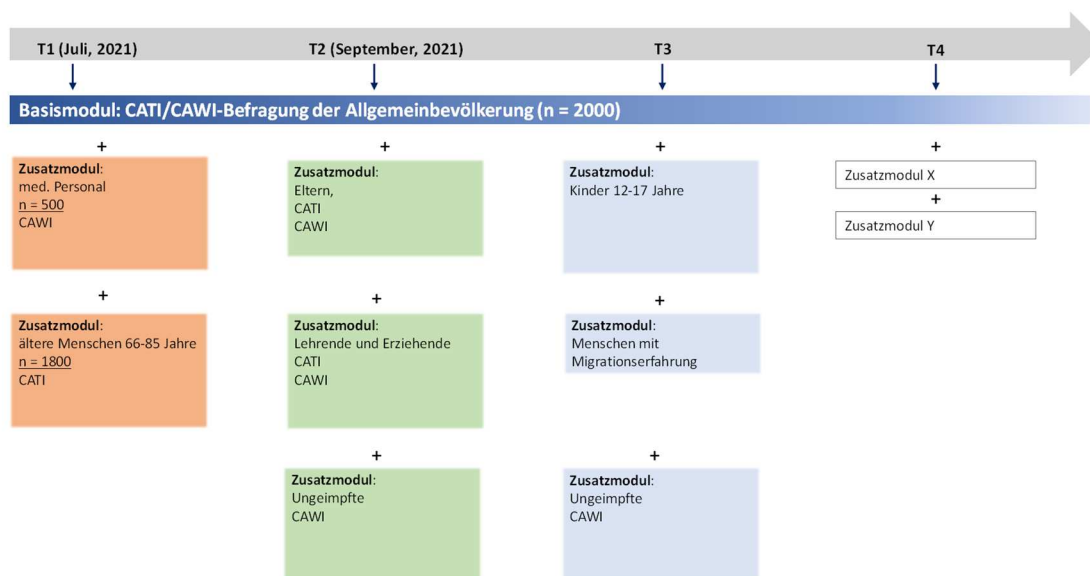 T1 (Juli, 2021)
T2 (September, 2021)
T3
T4
Basismodul: CATI/CAWI-Befragung der Allgemeinbevölkerung (n = 2000)
+
Zusatzmodul:
med. Personal
n = 500
CAWI
+
Zusatzmodul:
ältere Menschen 66-85 Jahre
n = 1800
CATI
+
Zusatzmodul:
Eltern,
CATI
CAWI
+
Zusatzmodul:
Lehrende und Erziehende
CATI
CAWI
+
Zusatzmodul:
Ungeimpfte
CAWI
+
Zusatzmodul:
Kinder 12-17 Jahre
+
Zusatzmodul:
Menschen mit
Migrationserfahrung
+
Zusatzmodul:
Ungeimpfte
CAWI
+
Zusatzmodul X
+
Zusatzmodul Y